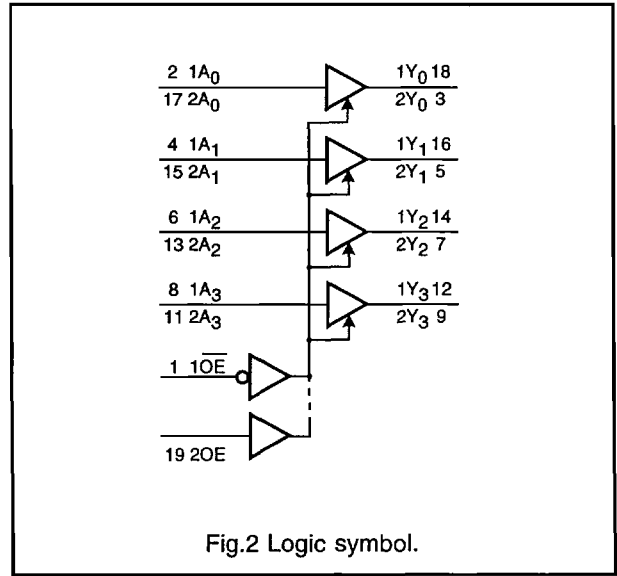 2 1A0 1Y0 18
17 2A0 2Y0 3
4 1A1 1Y1 16
15 2A1 2Y1 5
6 1A2 1Y2 14
13 2A2 2Y2 7
8 1A3 1Y3 12
11 2A3 2Y3 9
1 1O̅E̅
19 2OE
Fig.2 Logic symbol.